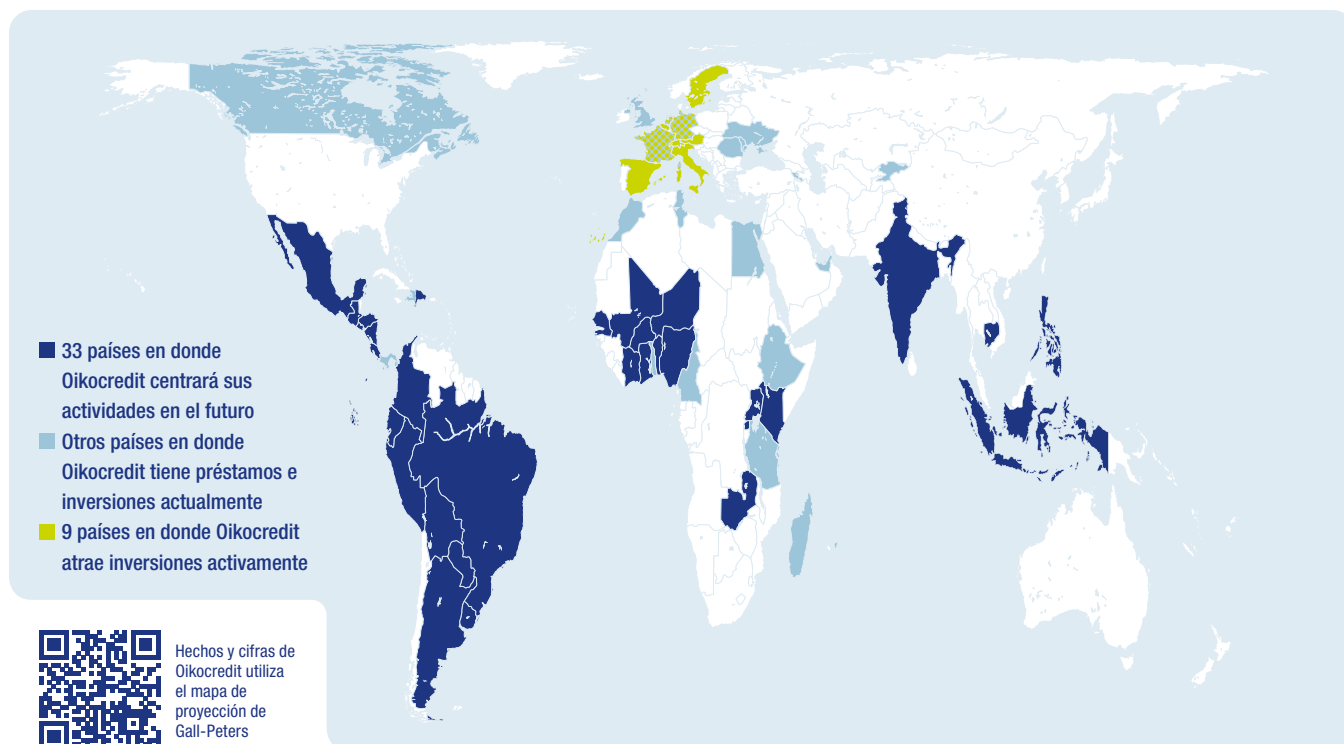 33 países en donde
Oikocredit centrará sus
actividades en el futuro
Otros países en donde
Oikocredit tiene préstamos e
inversiones actualmente
9 países en donde Oikocredit
atrae inversiones activamente
Hechos y cifras de
Oikocredit utiliza
el mapa de
proyección de
Gall-Peters